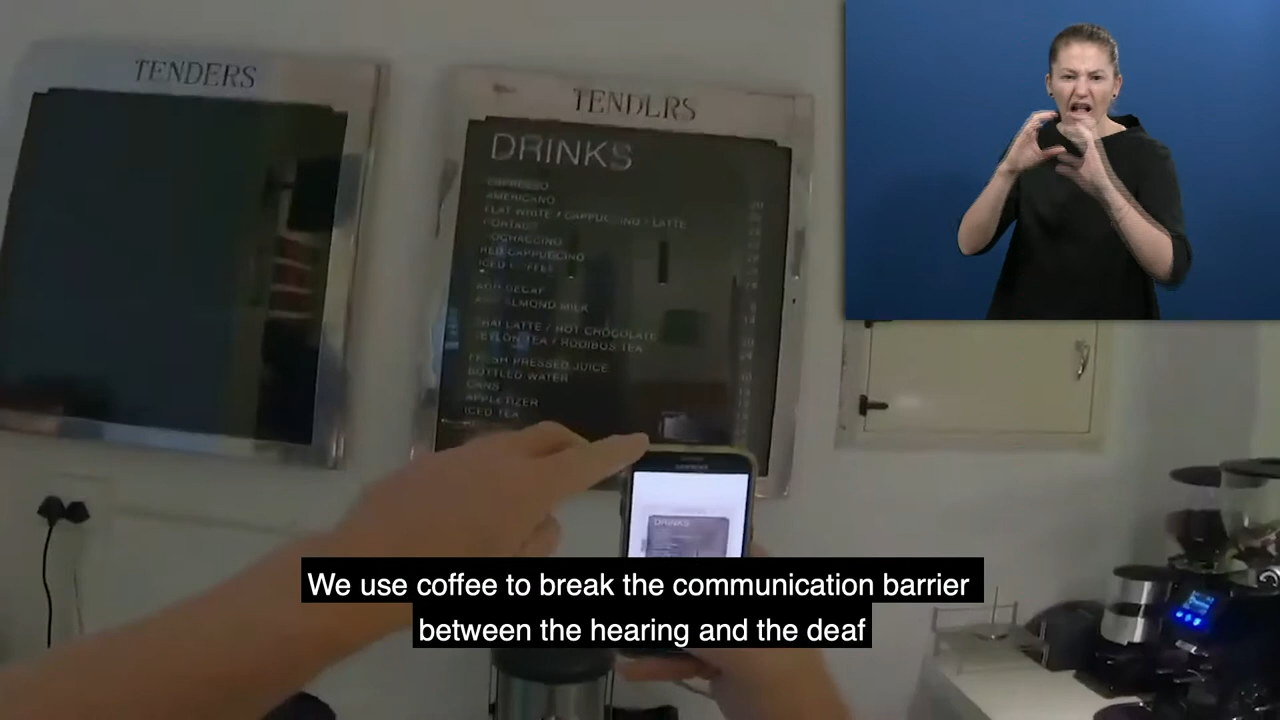 TENDERS
TENDERS
DRINKS
ESPRESSO
AMERICANO
FLAT WHITE / CAPPUCCINO / LATTE
CORTADO
MOCHACCINO
RED CAPPUCCINO
ICED COFFEE
ADD DECAF
ADD ALMOND MILK
CHAI LATTE / HOT CHOCOLATE
CEYLON TEA / ROOIBOS TEA
FRESH PRESSED JUICE
BOTTLED WATER
CANS
APPLETIZER
ICED TEA
SAMSUNG
DRINKS
We use coffee to break the communication barrier
between the hearing and the deaf